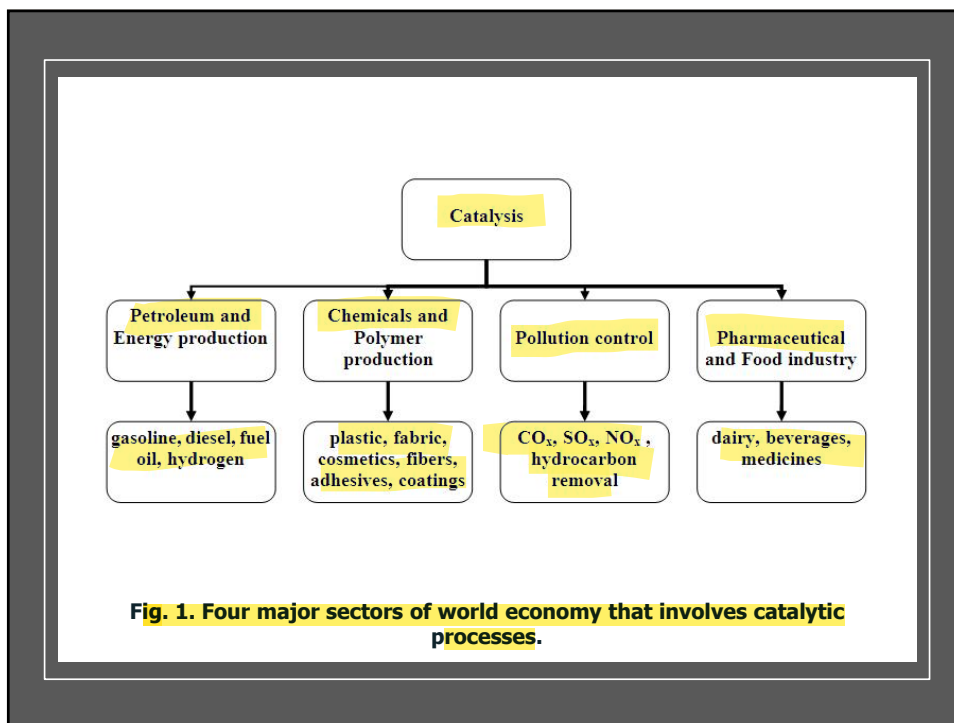 Catalysis
Petroleum and
Energy production
Chemicals and
Polymer
production
Pollution control
Pharmaceutical
and Food industry
gasoline, diesel, fuel
oil, hydrogen
plastic, fabric,
cosmetics, fibers,
adhesives, coatings
COₓ, SOₓ, NOₓ ,
hydrocarbon
removal
dairy, beverages,
medicines
Fig. 1. Four major sectors of world economy that involves catalytic
processes.